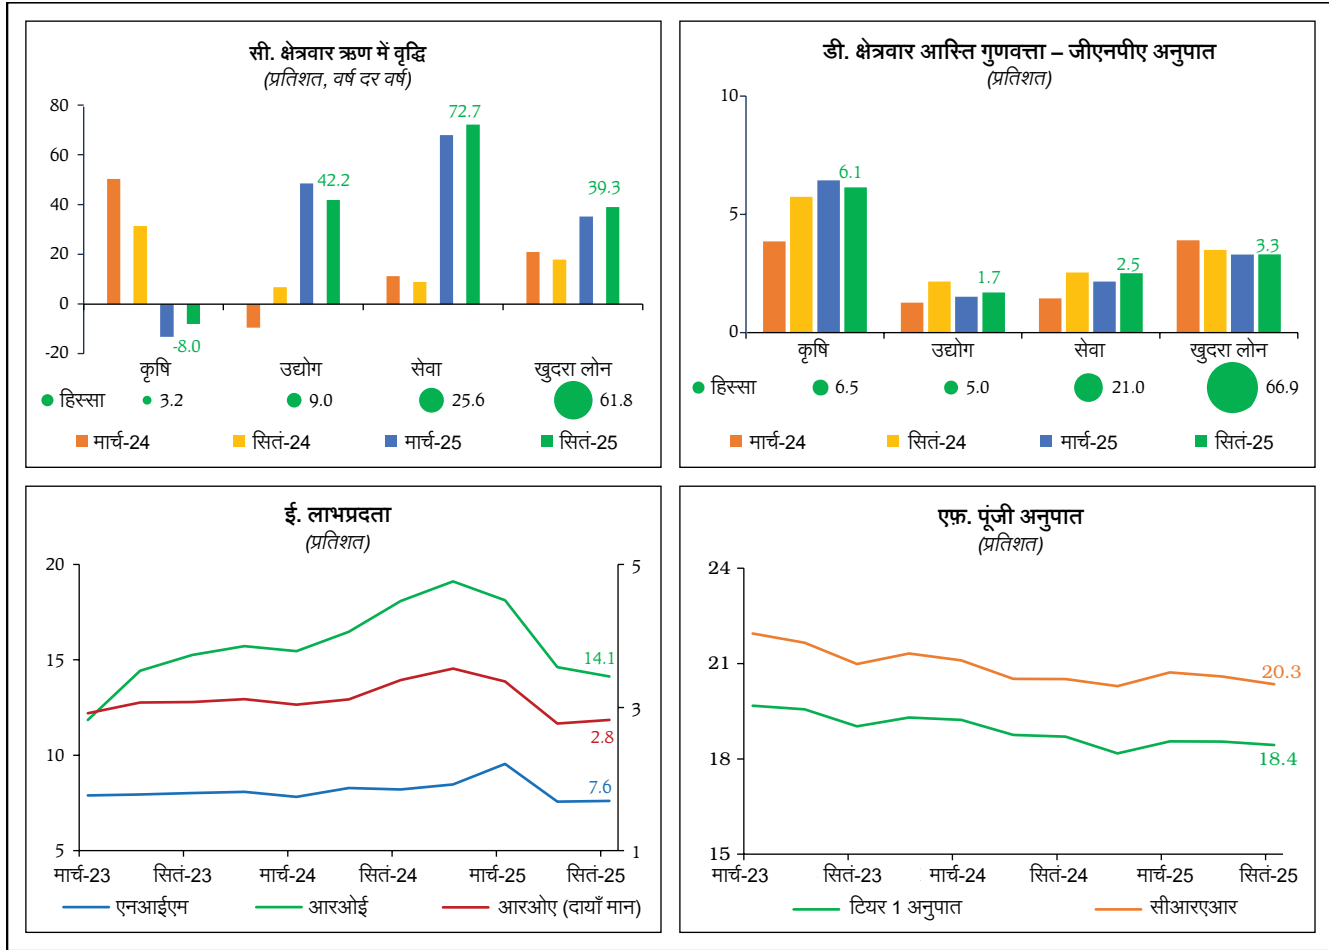 सी. क्षेत्रवार ऋण में वृद्धि
(प्रतिशत, वर्ष दर वर्ष)
80
60
40
20
0
-20
-8.0
42.2
72.7
39.3
कृषि उद्योग सेवा खुदरा लोन
हिस्सा 3.2 9.0 25.6 61.8
मार्च-24 सितं-24 मार्च-25 सितं-25
डी. क्षेत्रवार आस्ति गुणवत्ता – जीएनपीए अनुपात
(प्रतिशत)
10
5
0
6.1
1.7
2.5
3.3
कृषि उद्योग सेवा खुदरा लोन
हिस्सा 6.5 5.0 21.0 66.9
मार्च-24 सितं-24 मार्च-25 सितं-25
ई. लाभप्रदता
(प्रतिशत)
20
15
10
5
5
3
1
14.1
2.8
7.6
मार्च-23 सितं-23 मार्च-24 सितं-24 मार्च-25 सितं-25
एनआईएम आरओई आरओए (दायाँ मान)
एफ़. पूंजी अनुपात
(प्रतिशत)
24
21
18
15
20.3
18.4
मार्च-23 सितं-23 मार्च-24 सितं-24 मार्च-25 सितं-25
टियर 1 अनुपात सीआरएआर